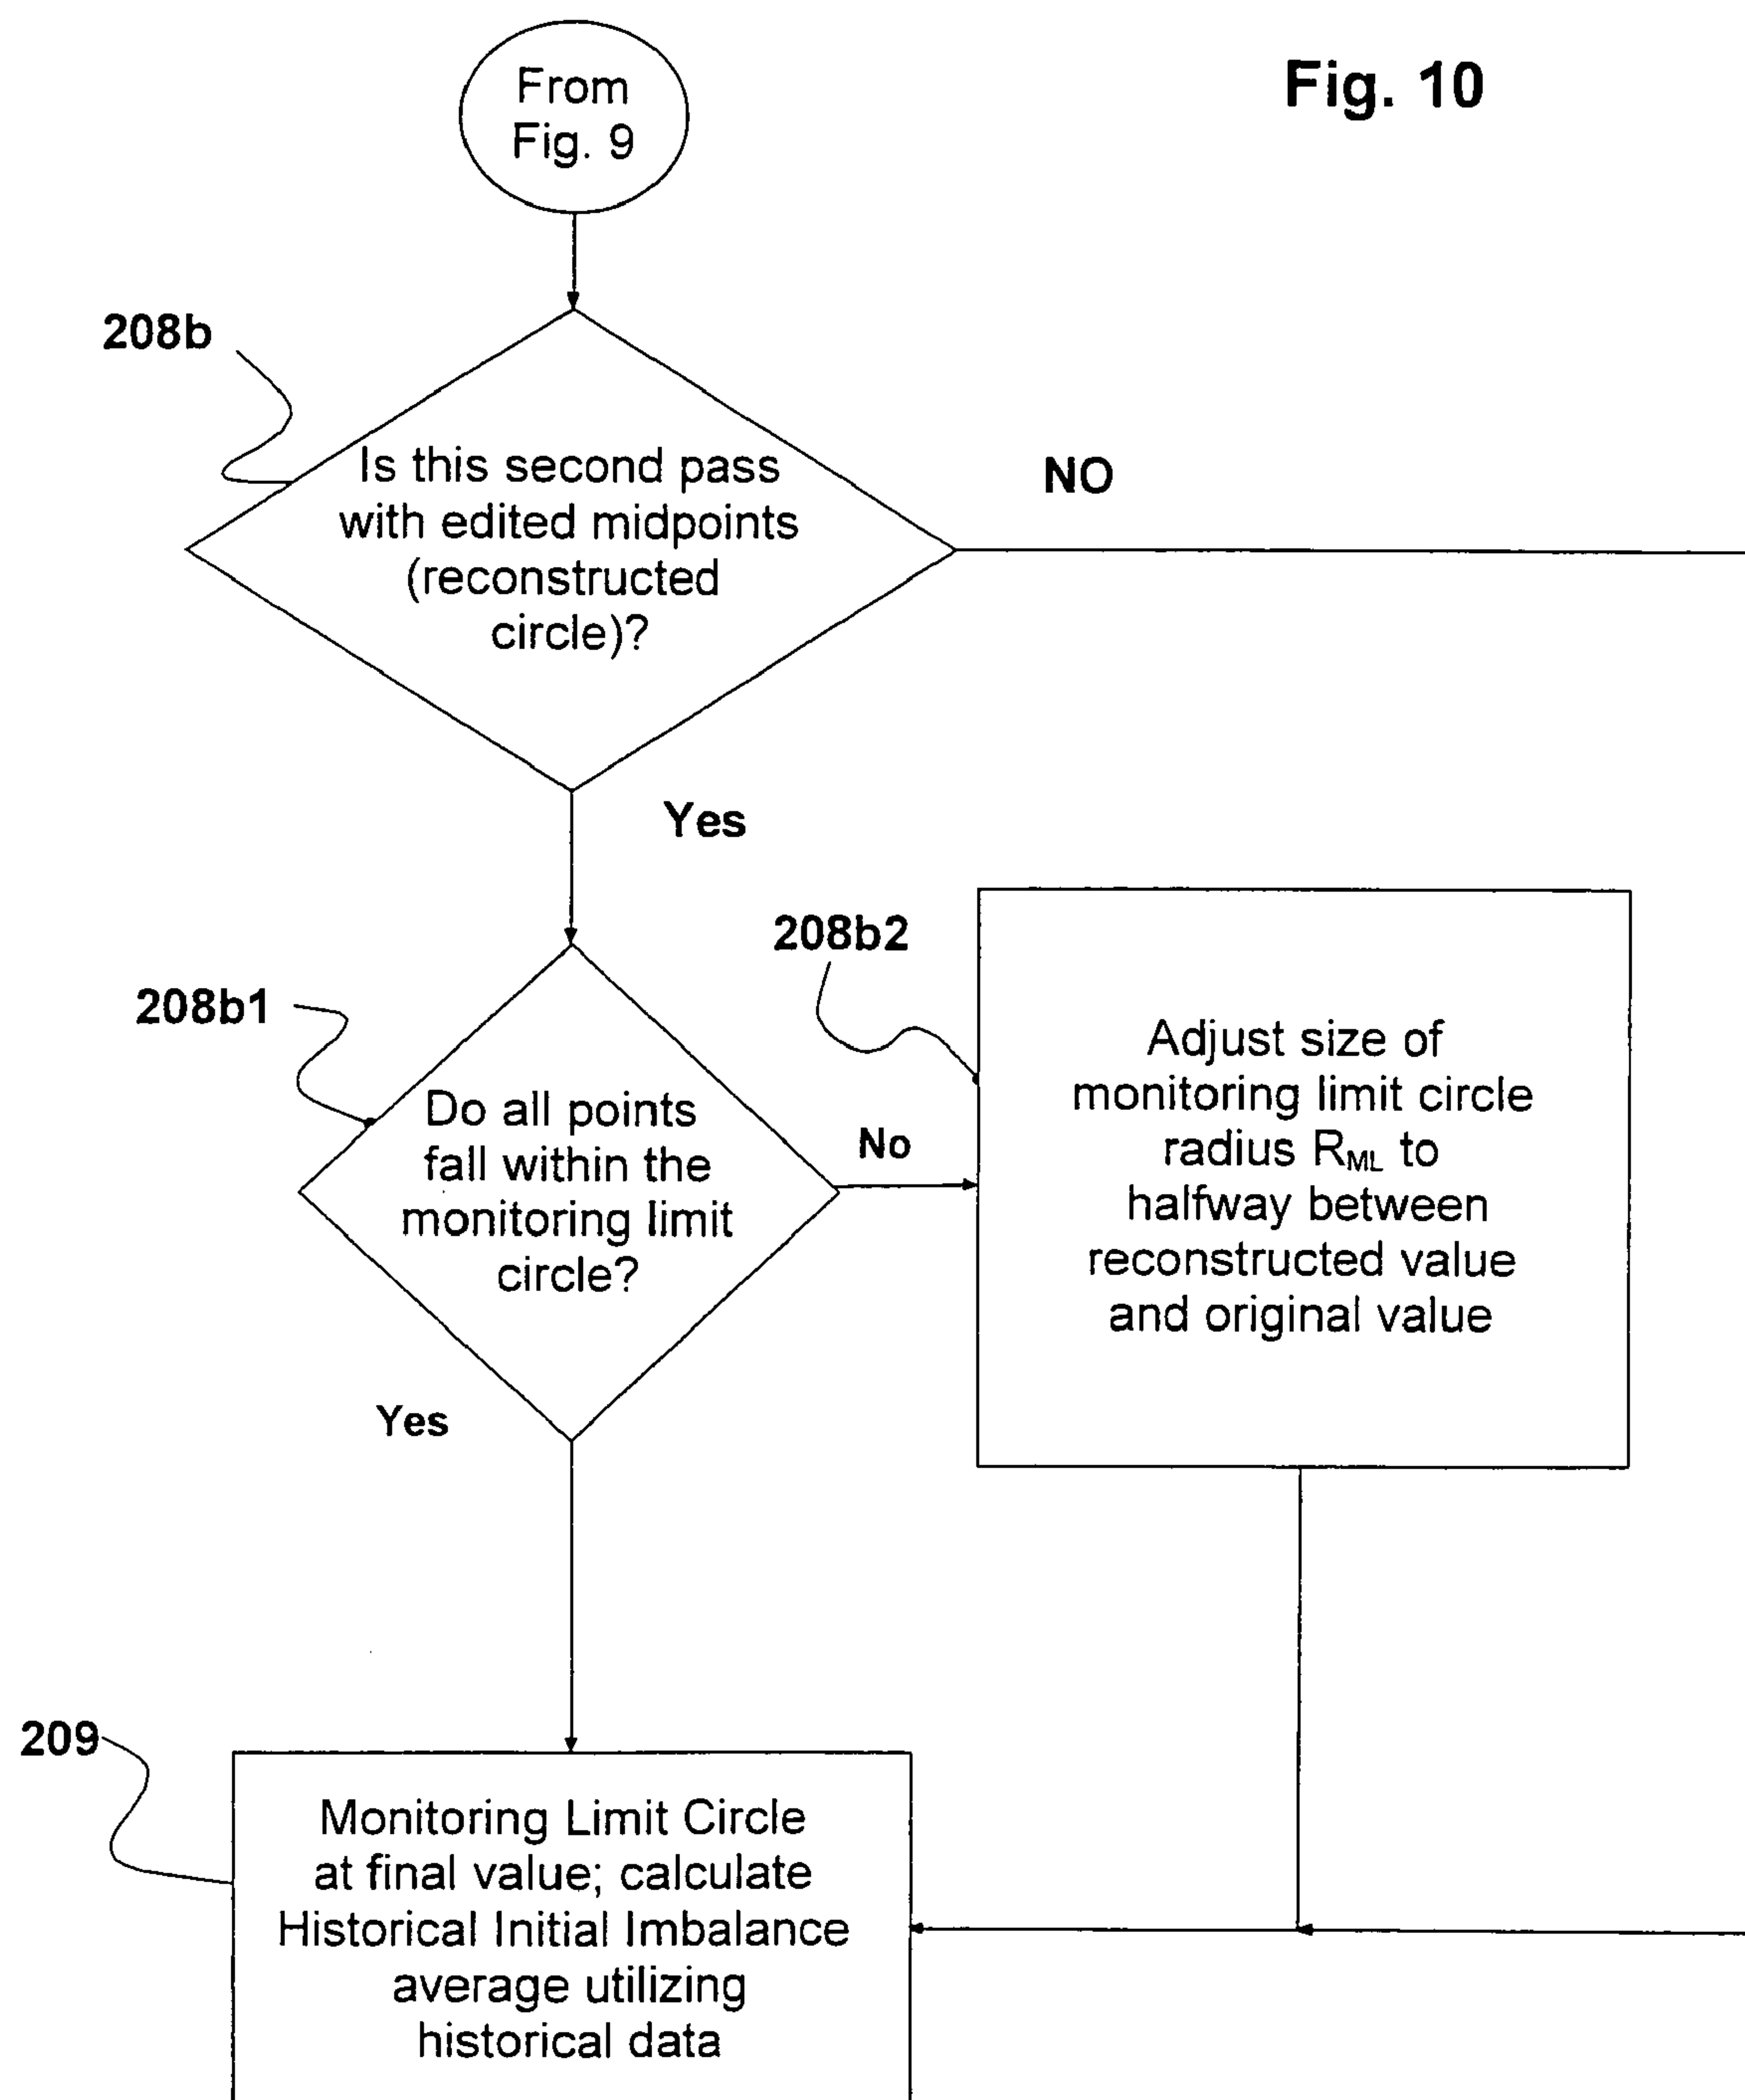 Fig. 10
From
Fig. 9
208b
Is this second pass
with edited midpoints
(reconstructed
circle)?
NO
Yes
208b1
Do all points
fall within the
monitoring limit
circle?
No
208b2
Adjust size of
monitoring limit circle
radius RML to
halfway between
reconstructed value
and original value
Yes
209
Monitoring Limit Circle
at final value; calculate
Historical Initial Imbalance
average utilizing
historical data